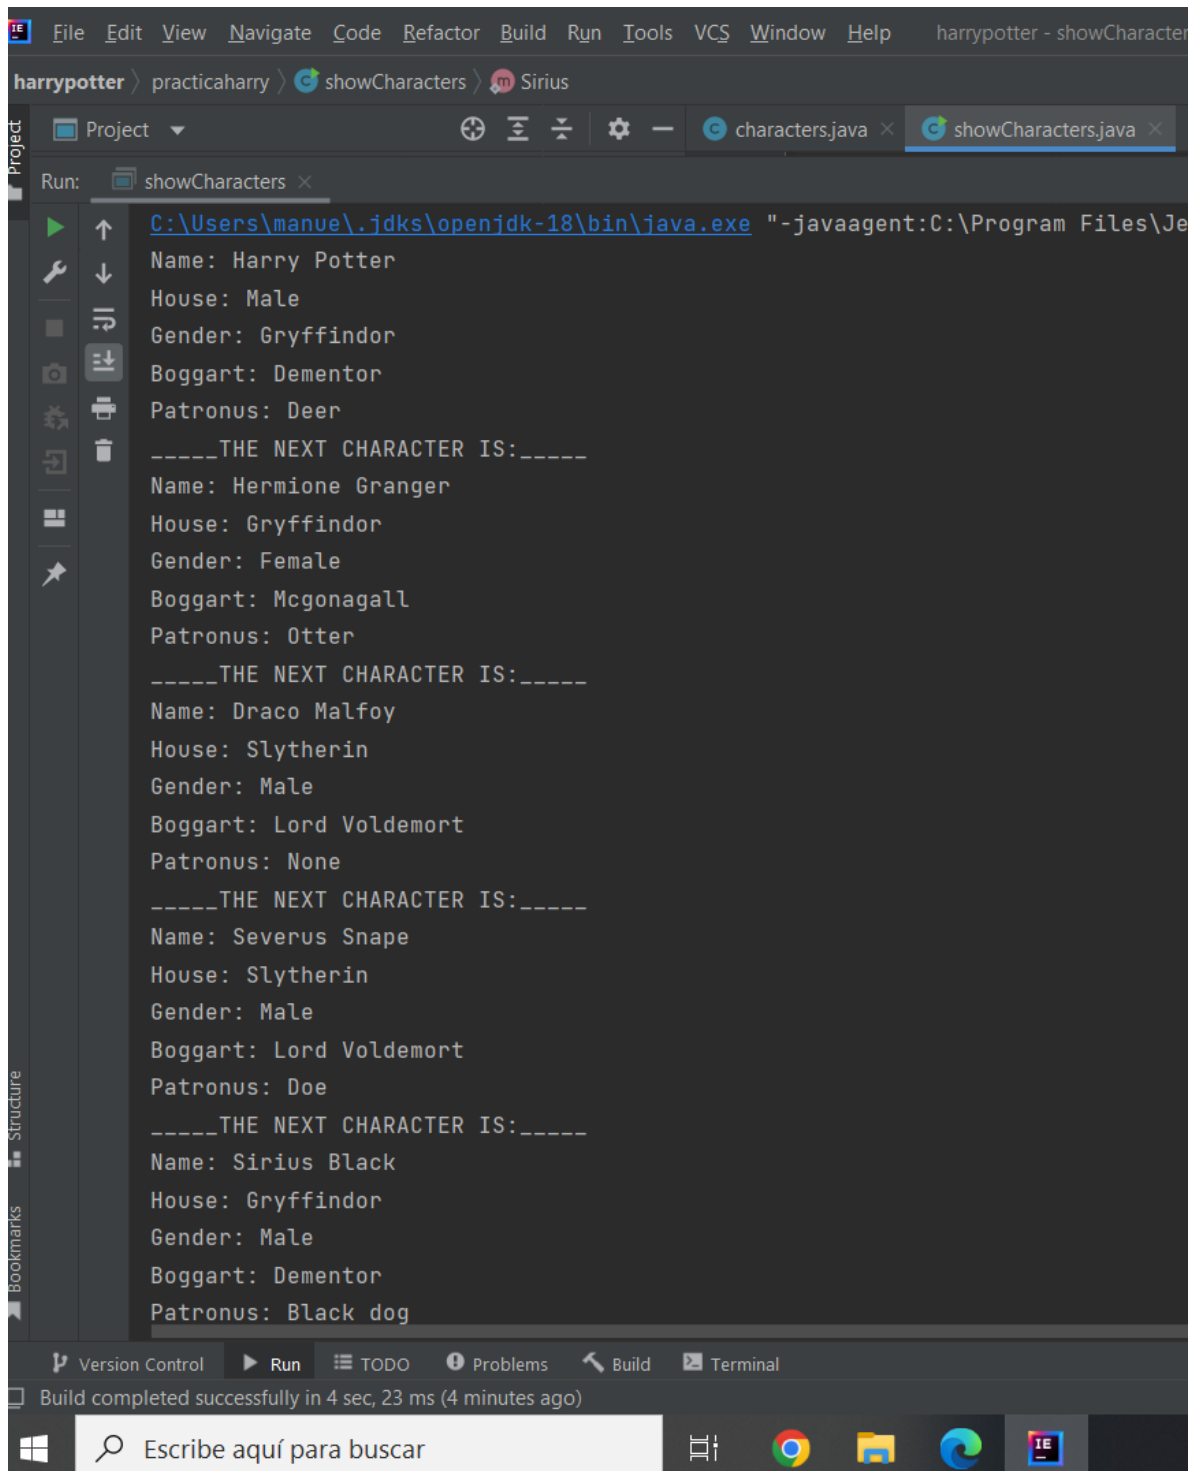 File Edit View Navigate Code Refactor Build Run Tools VCS Window Help harrypotter - showCharacter
harrypotter practicaharry showCharacters Sirius
Project characters.java showCharacters.java
Project
Run: showCharacters
C:\Users\manue\.jdks\openjdk-18\bin\java.exe "-javaagent:C:\Program Files\Je
Name: Harry Potter
House: Male
Gender: Gryffindor
Boggart: Dementor
Patronus: Deer
_____THE NEXT CHARACTER IS:_____
Name: Hermione Granger
House: Gryffindor
Gender: Female
Boggart: Mcgonagall
Patronus: Otter
_____THE NEXT CHARACTER IS:_____
Name: Draco Malfoy
House: Slytherin
Gender: Male
Boggart: Lord Voldemort
Patronus: None
_____THE NEXT CHARACTER IS:_____
Name: Severus Snape
House: Slytherin
Gender: Male
Boggart: Lord Voldemort
Patronus: Doe
_____THE NEXT CHARACTER IS:_____
Name: Sirius Black
House: Gryffindor
Gender: Male
Boggart: Dementor
Patronus: Black dog
Structure
Bookmarks
Version Control Run TODO Problems Build Terminal
Build completed successfully in 4 sec, 23 ms (4 minutes ago)
Escribe aquí para buscar